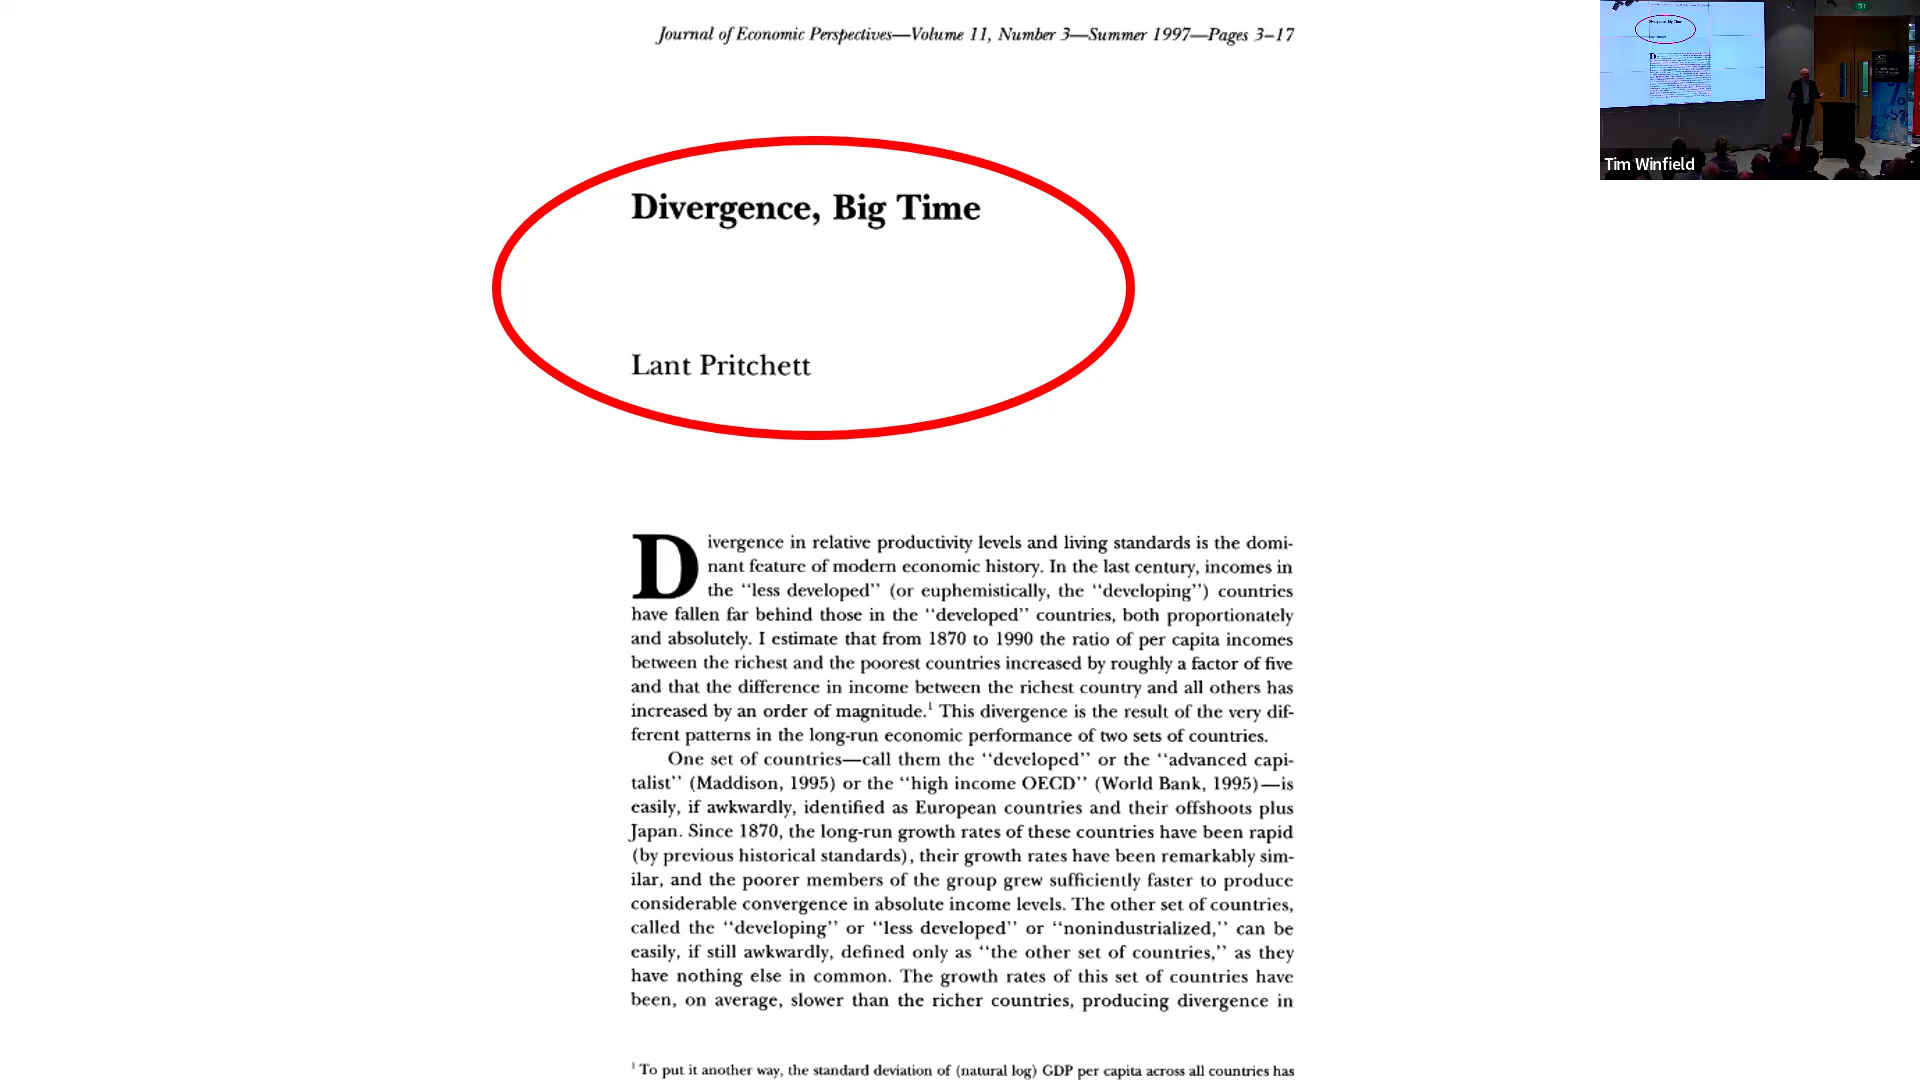 Journal of Economic Perspectives—Volume 11, Number 3—Summer 1997—Pages 3–17
Divergence, Big Time
Lant Pritchett
Divergence in relative productivity levels and living standards is the domi-
nant feature of modern economic history. In the last century, incomes in
the “less developed” (or euphemistically, the “developing”) countries
have fallen far behind those in the “developed” countries, both proportionately
and absolutely. I estimate that from 1870 to 1990 the ratio of per capita incomes
between the richest and the poorest countries increased by roughly a factor of five
and that the difference in income between the richest country and all others has
increased by an order of magnitude.¹ This divergence is the result of the very dif-
ferent patterns in the long-run economic performance of two sets of countries.
One set of countries—call them the “developed” or the “advanced capi-
talist” (Maddison, 1995) or the “high income OECD” (World Bank, 1995)—is
easily, if awkwardly, identified as European countries and their offshoots plus
Japan. Since 1870, the long-run growth rates of these countries have been rapid
(by previous historical standards), their growth rates have been remarkably sim-
ilar, and the poorer members of the group grew sufficiently faster to produce
considerable convergence in absolute income levels. The other set of countries,
called the “developing” or “less developed” or “nonindustrialized,” can be
easily, if still awkwardly, defined only as “the other set of countries,” as they
have nothing else in common. The growth rates of this set of countries have
been, on average, slower than the richer countries, producing divergence in
¹ To put it another way, the standard deviation of (natural log) GDP per capita across all countries has
Divergence, Big Time
Tim Winfield